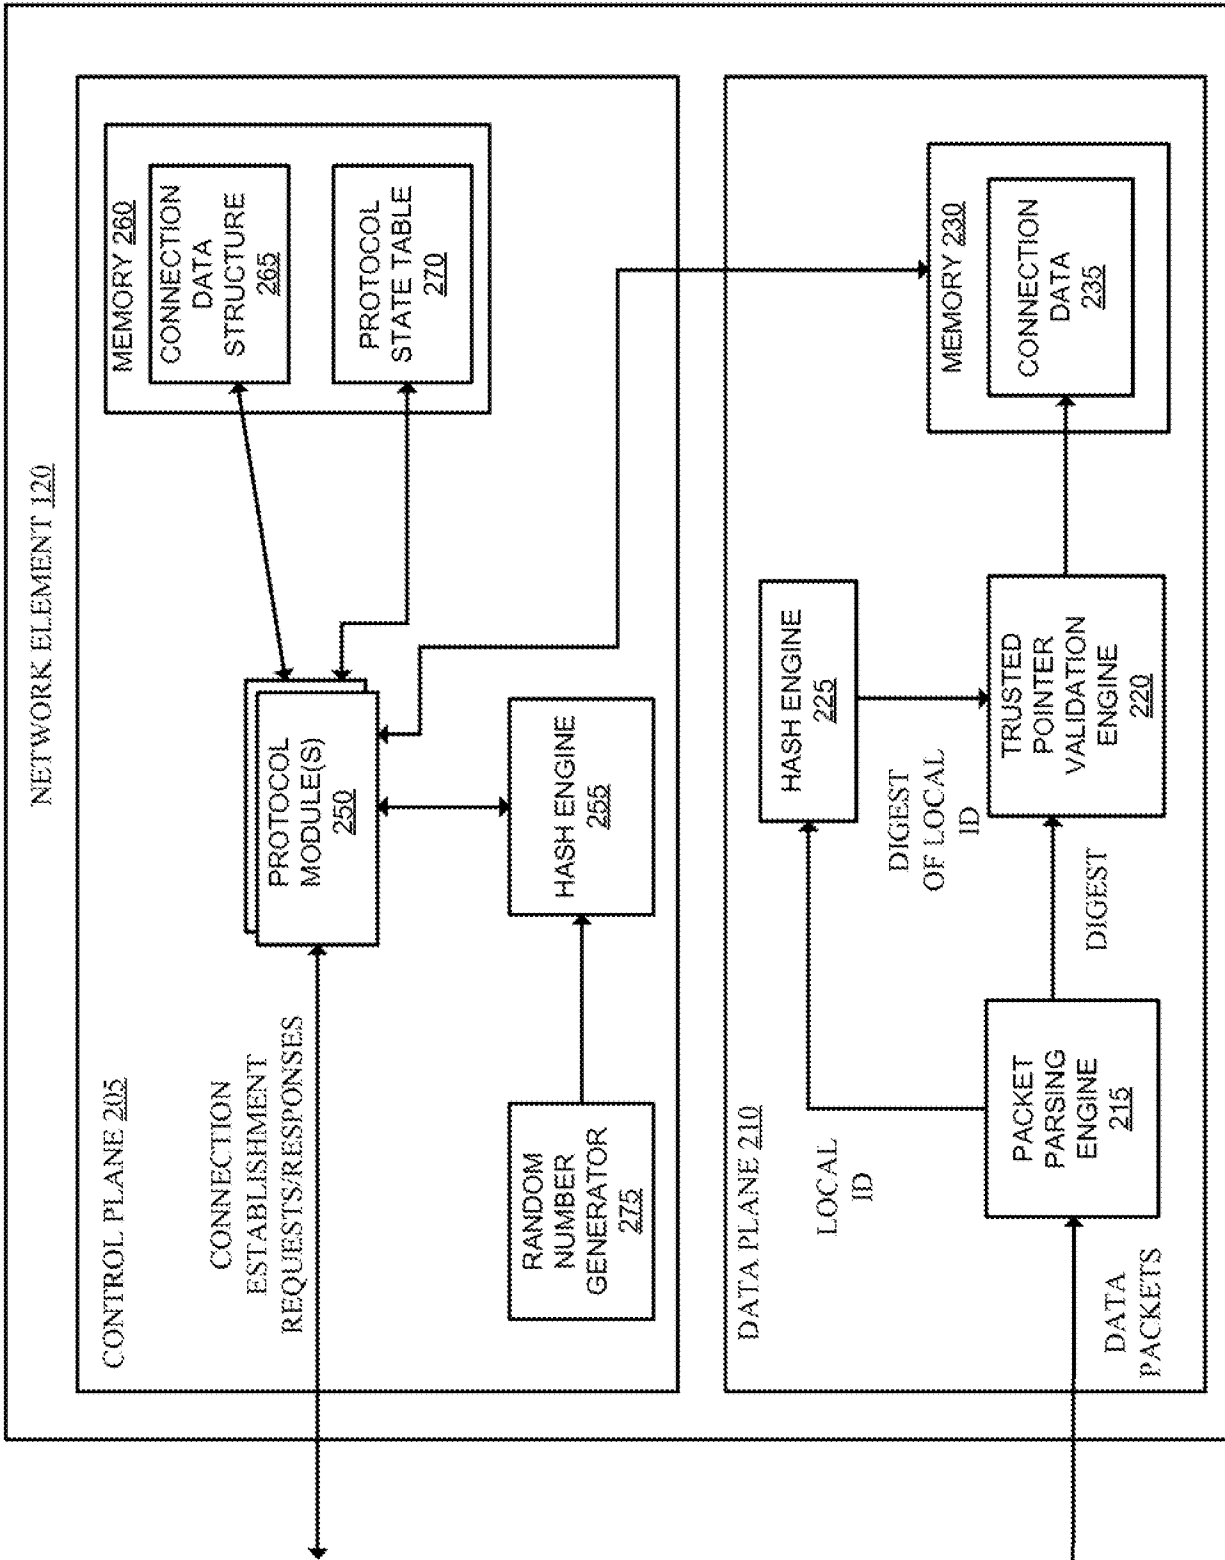 NETWORK ELEMENT 120
CONTROL PLANE 205
CONNECTION
ESTABLISHMENT
REQUESTS/RESPONSES
PROTOCOL
MODULE(S)
250
MEMORY 260
CONNECTION
DATA
STRUCTURE
265
PROTOCOL
STATE TABLE
270
RANDOM
NUMBER
GENERATOR
275
HASH ENGINE
255
DATA PLANE 210
LOCAL
ID
HASH ENGINE
225
DIGEST
OF LOCAL
ID
DATA
PACKETS
PACKET
PARSING
ENGINE
215
DIGEST
TRUSTED
POINTER
VALIDATION
ENGINE
220
MEMORY 230
CONNECTION
DATA
235